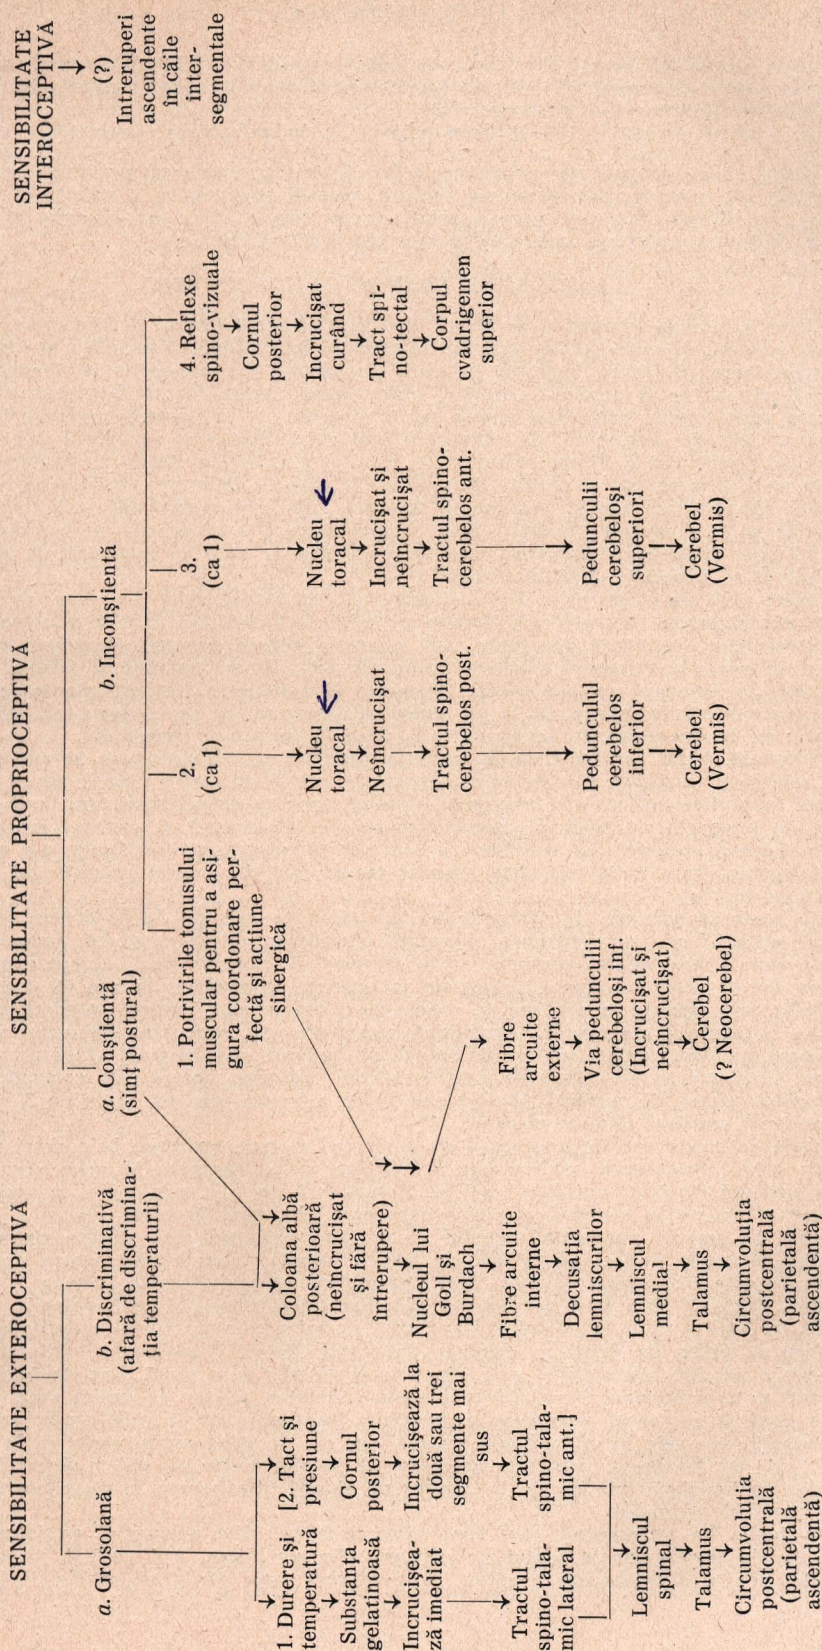 SENSIBILITATE EXTEROCEPTIVĂ
a. Grosolană
1. Durere și
temperatură
Substanța
gelatinoasă
Incrucișea-
ză imediat
Tractul
spino-tala-
mic lateral
[2. Tact și
presiune
Cornul
posterior
Incrucișează la
două sau trei
segmente mai
sus
Tractul
spino-tala-
mic ant.]
Lemniscul
spinal
Talamus
Circumvoluția
postcentrală
(parietală
ascendentă)
b. Discriminativă
(afară de discrimina-
ția temperaturii)
Coloana albă
posterioară
(neîncrucișat
și fără
întrerupere)
Nucleul lui
Goll și
Burdach
Fibre arcuite
interne
Decusația
lemniscurilor
Lemniscul
medial
Talamus
Circumvoluția
postcentrală
(parietală
ascendentă)
SENSIBILITATE PROPRIOCEPTIVĂ
a. Conștientă
(simț postural)
b. Inconștientă
1. Potrivirile tonusului
muscular pentru a asi-
gura coordonare per-
fectă și acțiune
sinergică
Fibre
arcuite
externe
Via pedunculii
cerebeloși inf.
(Incrucișat și
neîncrucișat)
Cerebel
(? Neocerebel)
2.
(ca 1)
Nucleu
toracal
Neîncrucișat
Tractul spino-
cerebelos post.
Pedunculul
cerebelos
inferior
Cerebel
(Vermis)
3.
(ca 1)
Nucleu
toracal
Incrucișat și
neîncrucișat
Tractul spino-
cerebelos ant.
Pedunculii
cerebeloși
superiori
Cerebel
(Vermis)
4. Reflexe
spino-vizuale
Cornul
posterior
Incrucișat
curând
Tract spi-
no-tectal
Corpul
cvadrigemen
superior
SENSIBILITATE
INTEROCEPTIVĂ
(?)
Intreruperi
ascendente
în căile
inter-
segmentale